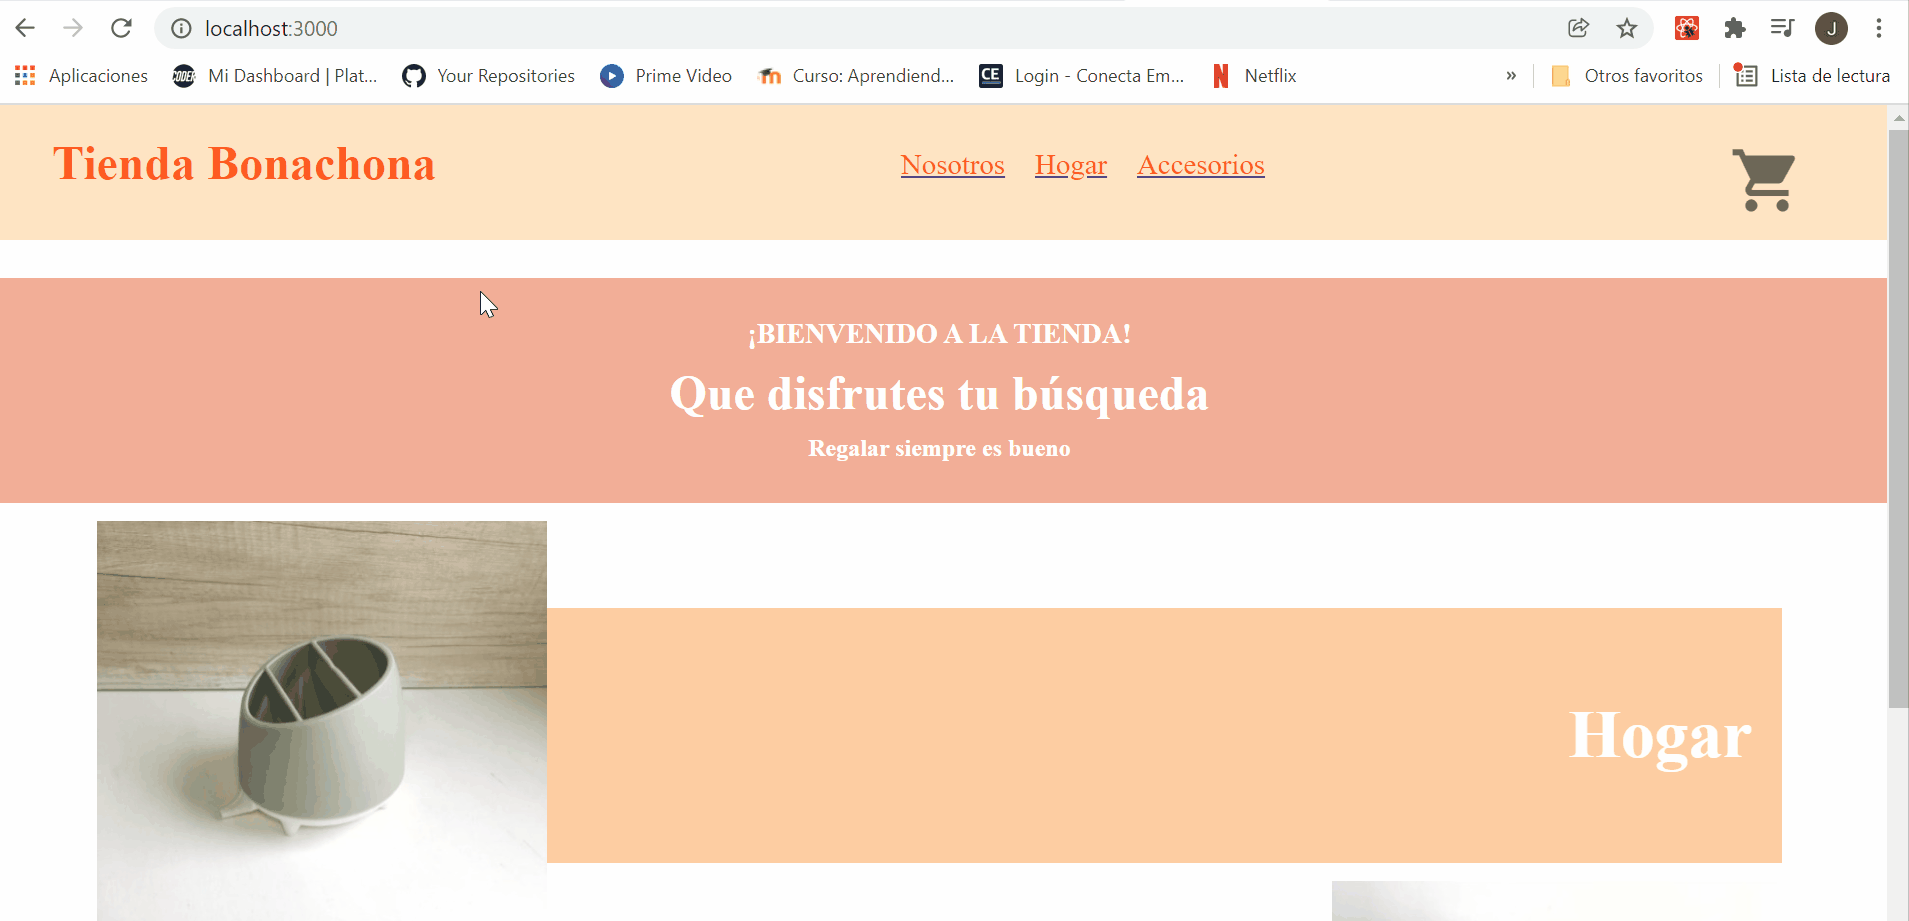 localhost:3000
J
Aplicaciones CODER Mi Dashboard | Plat... Your Repositories Prime Video Curso: Aprendiend... CE Login - Conecta Em... Netflix » Otros favoritos Lista de lectura
Tienda Bonachona Nosotros Hogar Accesorios
¡BIENVENIDO A LA TIENDA!
Que disfrutes tu búsqueda
Regalar siempre es bueno
Hogar